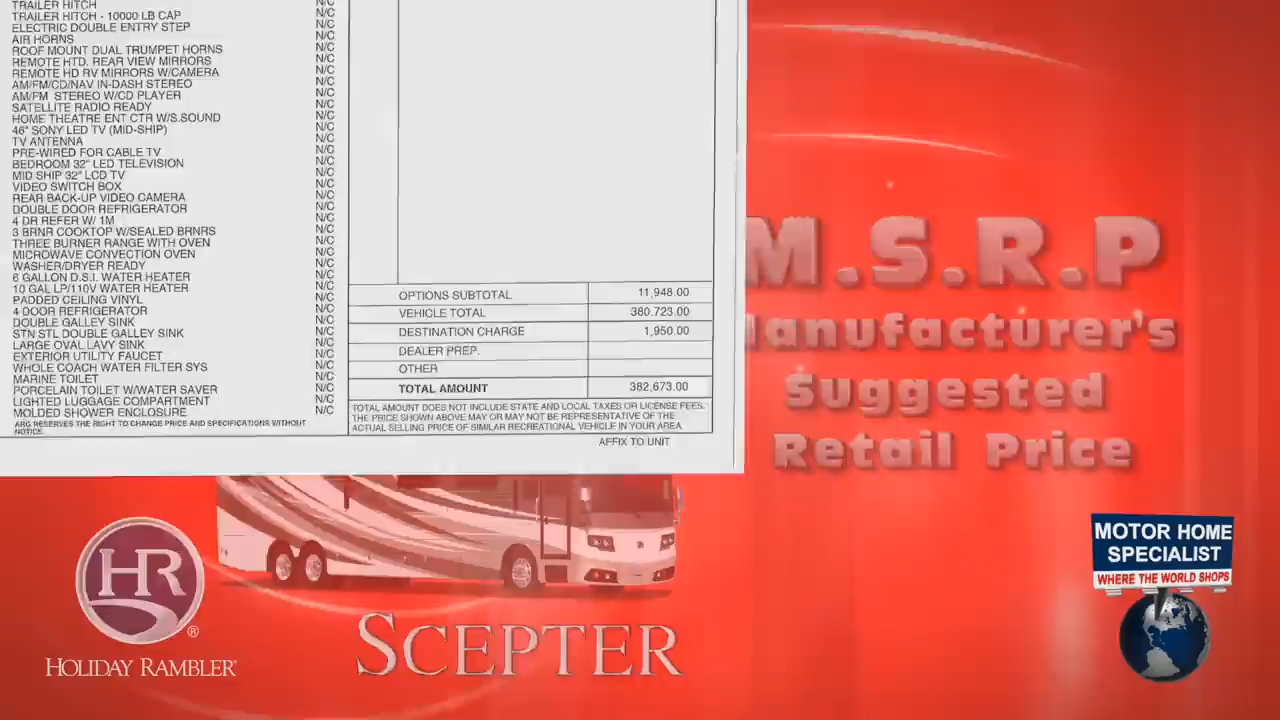 TRAILER HITCH N/C
TRAILER HITCH - 10000 LB CAP N/C
ELECTRIC DOUBLE ENTRY STEP N/C
AIR HORNS N/C
ROOF MOUNT DUAL TRUMPET HORNS N/C
REMOTE HTD. REAR VIEW MIRRORS N/C
REMOTE HD RV MIRRORS W/CAMERA N/C
AM/FM/CD/NAV IN-DASH STEREO N/C
AM/FM STEREO W/CD PLAYER N/C
SATELLITE RADIO READY N/C
HOME THEATRE ENT CTR W/S.SOUND N/C
46" SONY LED TV (MID-SHIP) N/C
TV ANTENNA N/C
PRE-WIRED FOR CABLE TV N/C
BEDROOM 32" LED TELEVISION N/C
MID SHIP 32" LCD TV N/C
VIDEO SWITCH BOX N/C
REAR BACK-UP VIDEO CAMERA N/C
DOUBLE DOOR REFRIGERATOR N/C
4 DR REFER W/ 1M N/C
3 BRNR COOKTOP W/SEALED BRNRS N/C
THREE BURNER RANGE WITH OVEN N/C
MICROWAVE CONVECTION OVEN N/C
WASHER/DRYER READY N/C
6 GALLON D.S.I. WATER HEATER N/C
10 GAL LP/110V WATER HEATER N/C
PADDED CEILING VINYL N/C
4 DOOR REFRIGERATOR N/C
DOUBLE GALLEY SINK N/C
STN STL DOUBLE GALLEY SINK N/C
LARGE OVAL LAVY SINK N/C
EXTERIOR UTILITY FAUCET N/C
WHOLE COACH WATER FILTER SYS N/C
MARINE TOILET N/C
PORCELAIN TOILET W/WATER SAVER N/C
LIGHTED LUGGAGE COMPARTMENT N/C
MOLDED SHOWER ENCLOSURE N/C
ARG RESERVES THE RIGHT TO CHANGE PRICE AND SPECIFICATIONS WITHOUT
NOTICE.
OPTIONS SUBTOTAL 11,948.00
VEHICLE TOTAL 380,723.00
DESTINATION CHARGE 1,950.00
DEALER PREP.
OTHER
TOTAL AMOUNT 382,673.00
TOTAL AMOUNT DOES NOT INCLUDE STATE AND LOCAL TAXES OR LICENSE FEES.
THE PRICE SHOWN ABOVE MAY OR MAY NOT BE REPRESENTATIVE OF THE
ACTUAL SELLING PRICE OF SIMILAR RECREATIONAL VEHICLE IN YOUR AREA
AFFIX TO UNIT
M.S.R.P
anufacturer's
Suggested
Retail Price
HR
®
HOLIDAY RAMBLER®
SCEPTER
MOTOR HOME
SPECIALIST
WHERE THE WORLD SHOPS